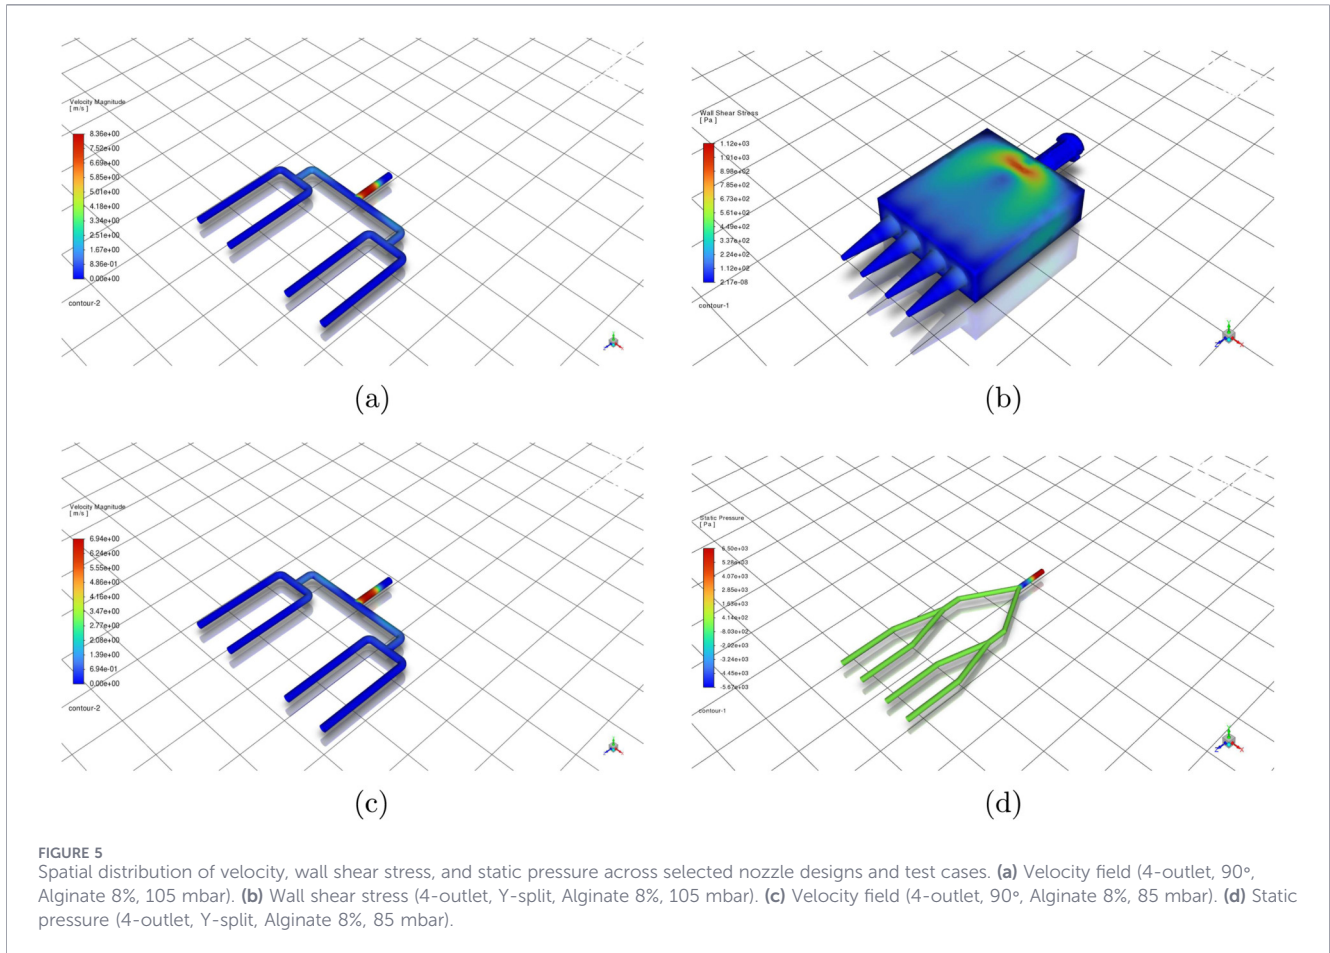 Velocity Magnitude
[ m/s ]
8.36e+00
7.52e+00
6.69e+00
5.85e+00
5.01e+00
4.18e+00
3.34e+00
2.51e+00
1.67e+00
8.36e-01
0.00e+00
contour-2
(a)
Wall Shear Stress
[ Pa ]
1.12e+03
1.01e+03
8.98e+02
7.85e+02
6.73e+02
5.61e+02
4.49e+02
3.37e+02
2.24e+02
1.12e+02
2.17e-08
contour-1
(b)
Velocity Magnitude
[ m/s ]
6.94e+00
6.24e+00
5.55e+00
4.86e+00
4.16e+00
3.47e+00
2.77e+00
2.08e+00
1.39e+00
6.94e-01
0.00e+00
contour-2
(c)
Static Pressure
[ Pa ]
6.50e+03
5.28e+03
4.07e+03
2.85e+03
1.63e+03
4.14e+02
-8.03e+02
-2.02e+03
-3.24e+03
-4.45e+03
-5.67e+03
contour-1
(d)
FIGURE 5
Spatial distribution of velocity, wall shear stress, and static pressure across selected nozzle designs and test cases. (a) Velocity field (4-outlet, 90°,
Alginate 8%, 105 mbar). (b) Wall shear stress (4-outlet, Y-split, Alginate 8%, 105 mbar). (c) Velocity field (4-outlet, 90°, Alginate 8%, 85 mbar). (d) Static
pressure (4-outlet, Y-split, Alginate 8%, 85 mbar).